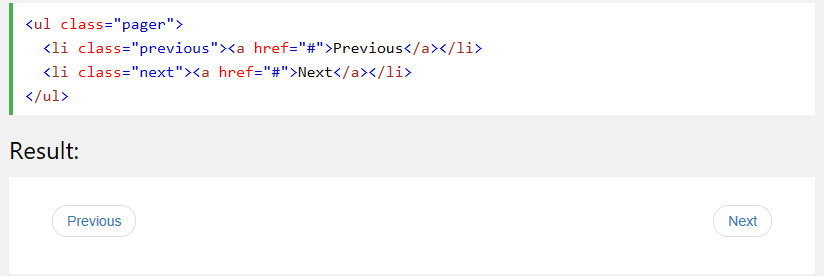 <ul class="pager">
  <li class="previous"><a href="#">Previous</a></li>
  <li class="next"><a href="#">Next</a></li>
</ul>
Result:
Previous Next